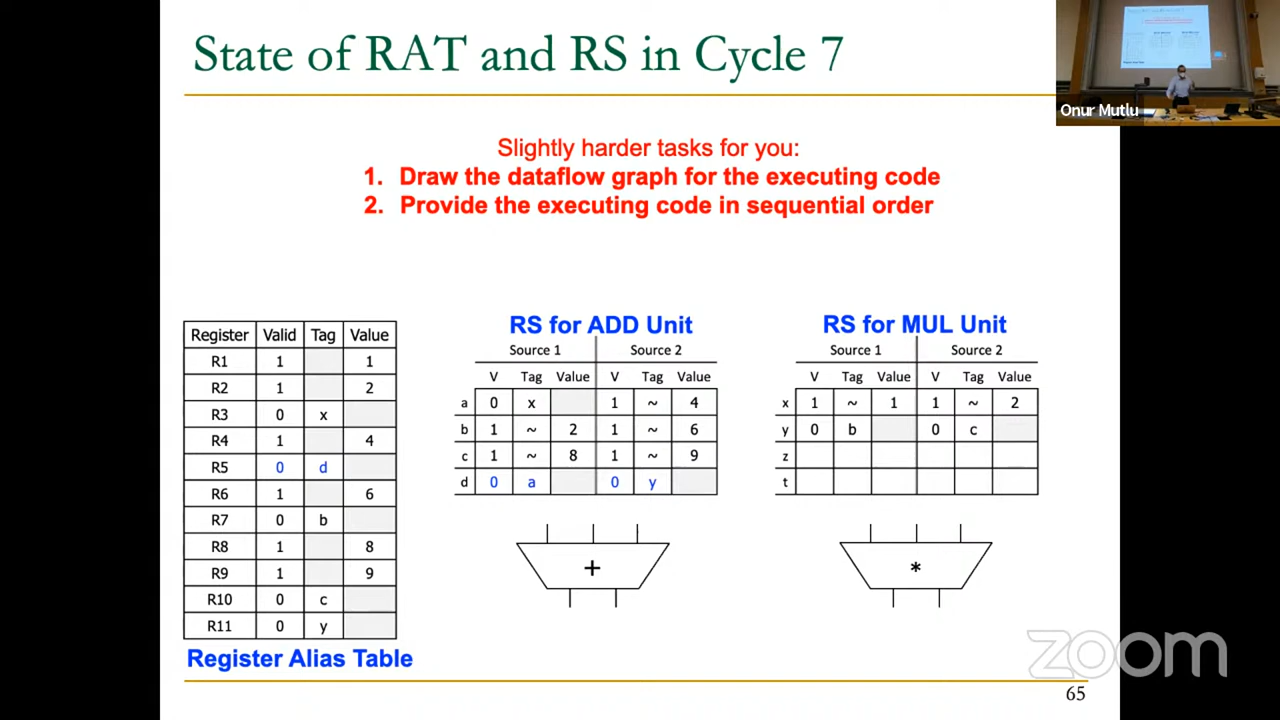 State of RAT and RS in Cycle 7
Onur Mutlu
Slightly harder tasks for you:
1. Draw the dataflow graph for the executing code
2. Provide the executing code in sequential order
Register Valid Tag Value
R1 1 1
R2 1 2
R3 0 x
R4 1 4
R5 0 d
R6 1 6
R7 0 b
R8 1 8
R9 1 9
R10 0 c
R11 0 y
Register Alias Table
RS for ADD Unit
Source 1 Source 2
V Tag Value V Tag Value
a 0 x 1 ~ 4
b 1 ~ 2 1 ~ 6
c 1 ~ 8 1 ~ 9
d 0 a 0 y
+
RS for MUL Unit
Source 1 Source 2
V Tag Value V Tag Value
x 1 ~ 1 1 ~ 2
y 0 b 0 c
z
t
*
zoom
65